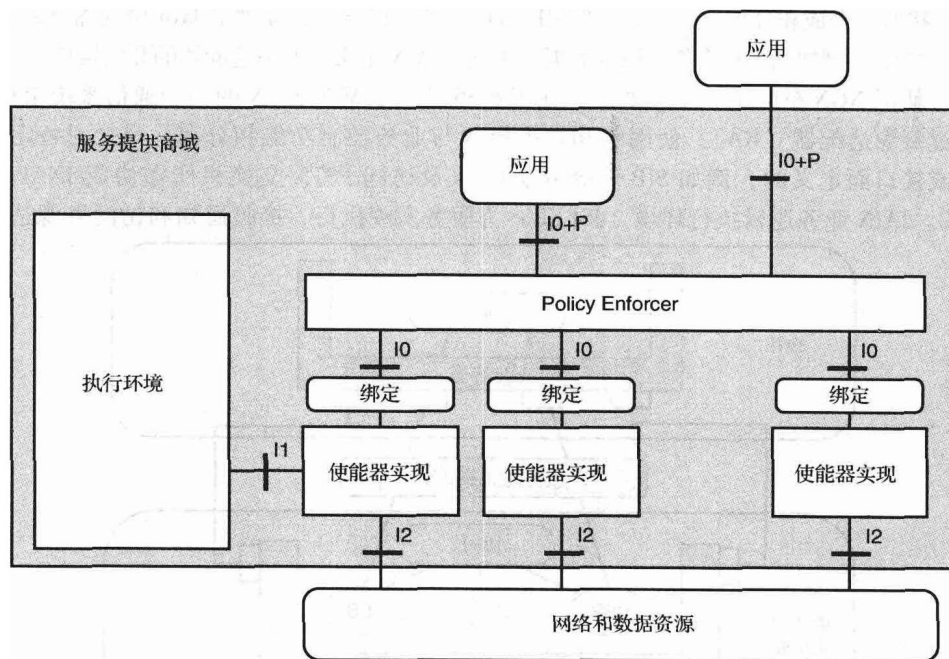 应用
服务提供商域
应用
I0+P
I0+P
Policy Enforcer
I0
I0
I0
执行环境
绑定
绑定
绑定
I1
使能器实现
使能器实现
使能器实现
I2
I2
I2
网络和数据资源